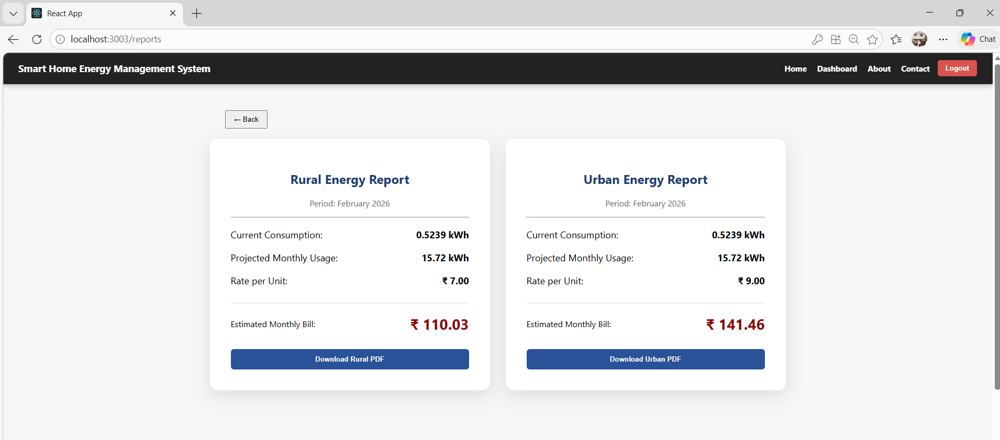 React App
localhost:3003/reports
Chat
Smart Home Energy Management System
Home Dashboard About Contact Logout
← Back
Rural Energy Report
Period: February 2026
Current Consumption: 0.5239 kWh
Projected Monthly Usage: 15.72 kWh
Rate per Unit: ₹ 7.00
Estimated Monthly Bill: ₹ 110.03
Download Rural PDF
Urban Energy Report
Period: February 2026
Current Consumption: 0.5239 kWh
Projected Monthly Usage: 15.72 kWh
Rate per Unit: ₹ 9.00
Estimated Monthly Bill: ₹ 141.46
Download Urban PDF